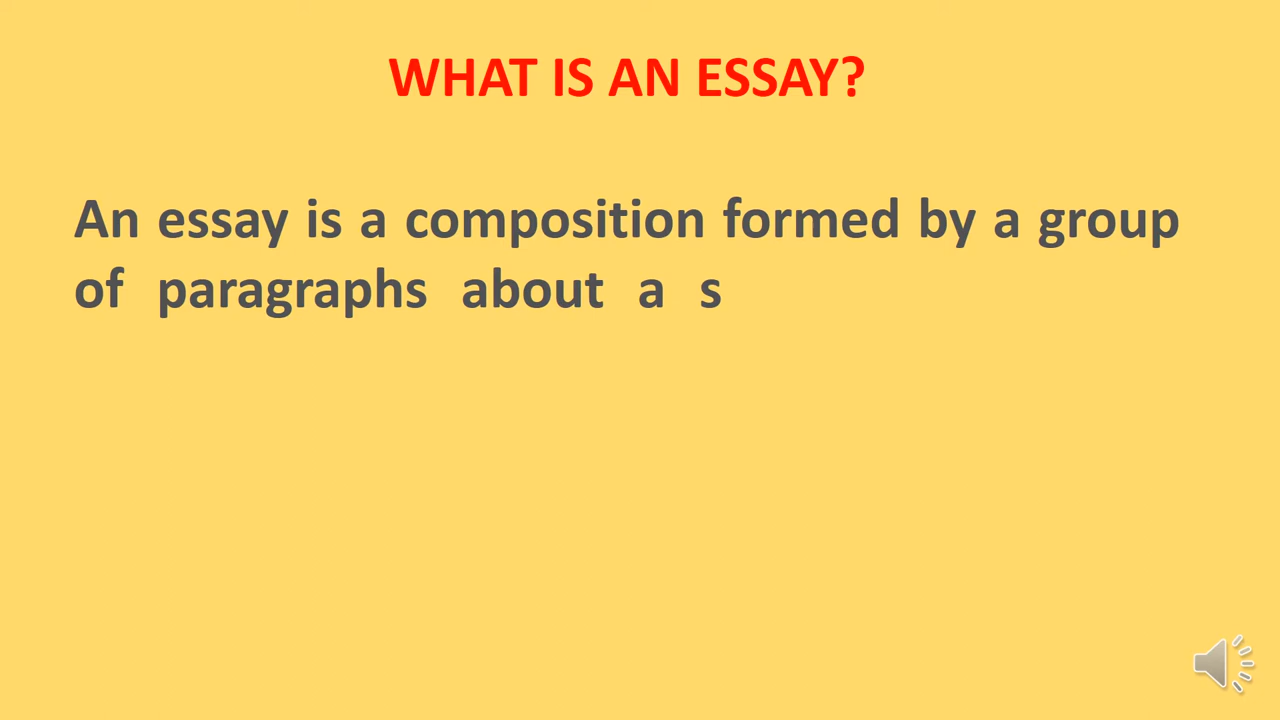 WHAT IS AN ESSAY?
An essay is a composition formed by a group
of paragraphs about a s